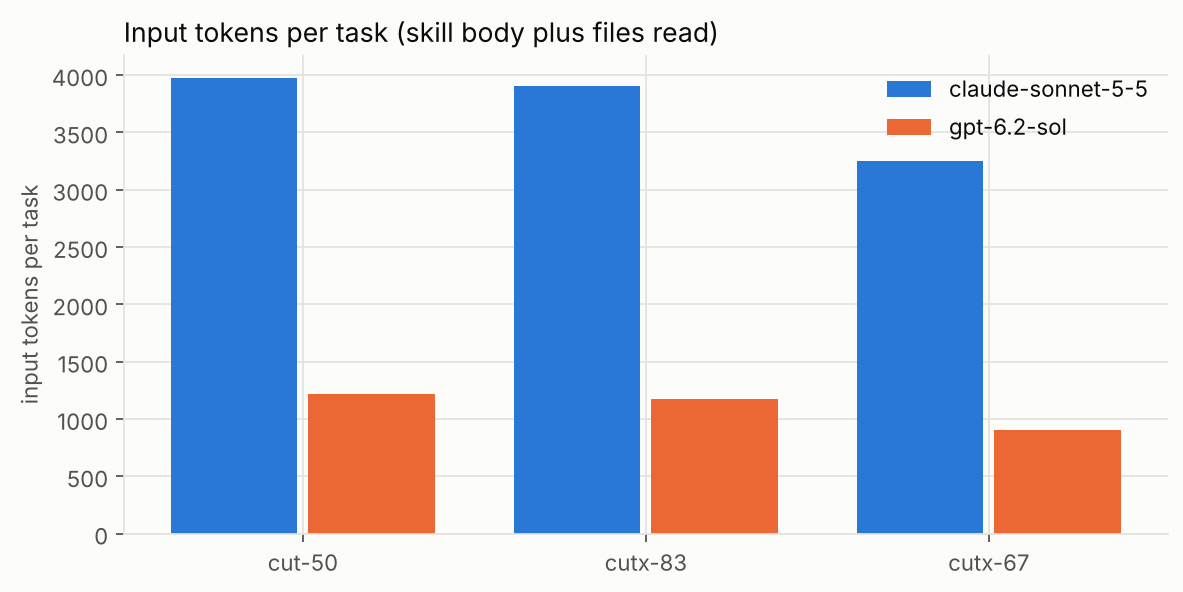 Input tokens per task (skill body plus files read)
claude-sonnet-5-5
gpt-6.2-sol
input tokens per task
4000
3500
3000
2500
2000
1500
1000
500
0
cut-50
cutx-83
cutx-67